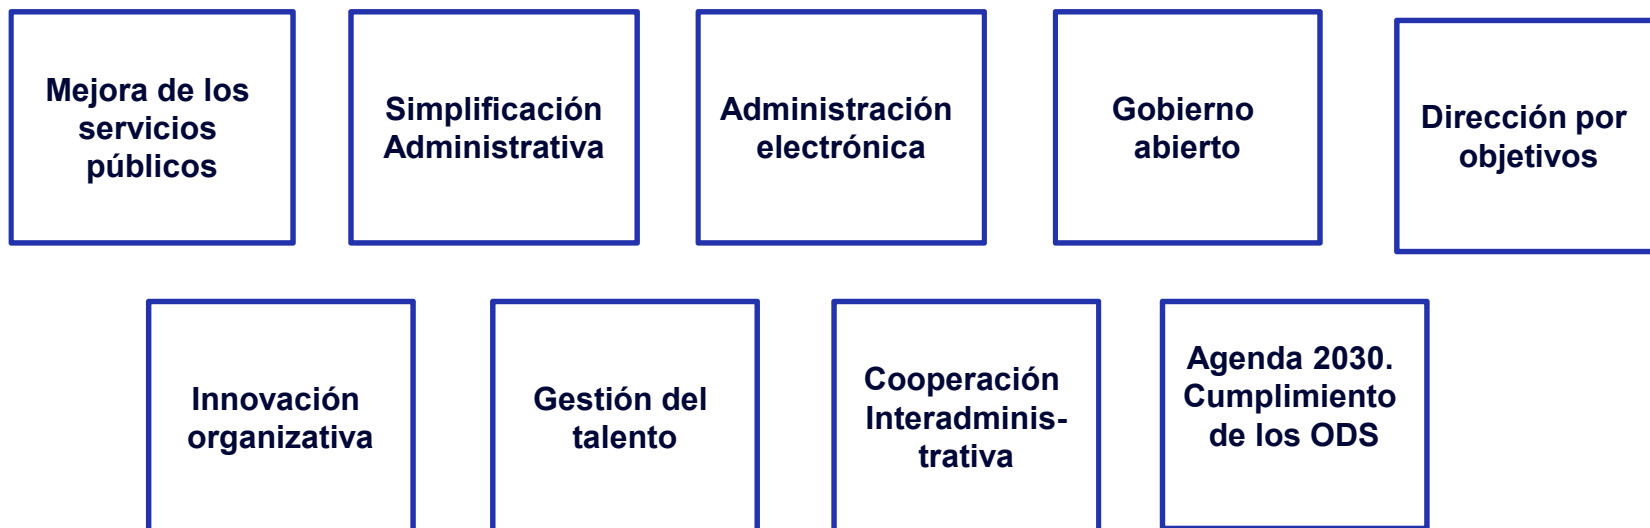 Mejora de los
servicios
públicos
Simplificación
Administrativa
Administración
electrónica
Gobierno
abierto
Dirección por
objetivos
Innovación
organizativa
Gestión del
talento
Cooperación
Interadminis-
trativa
Agenda 2030.
Cumplimiento
de los ODS